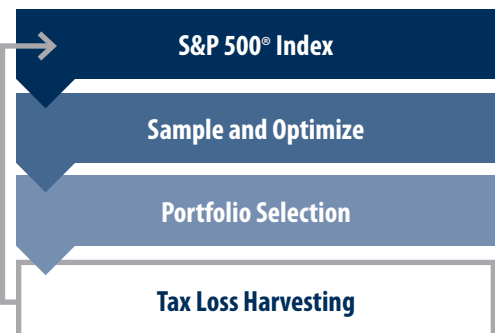 S&P 500® Index
Sample and Optimize
Portfolio Selection
Tax Loss Harvesting